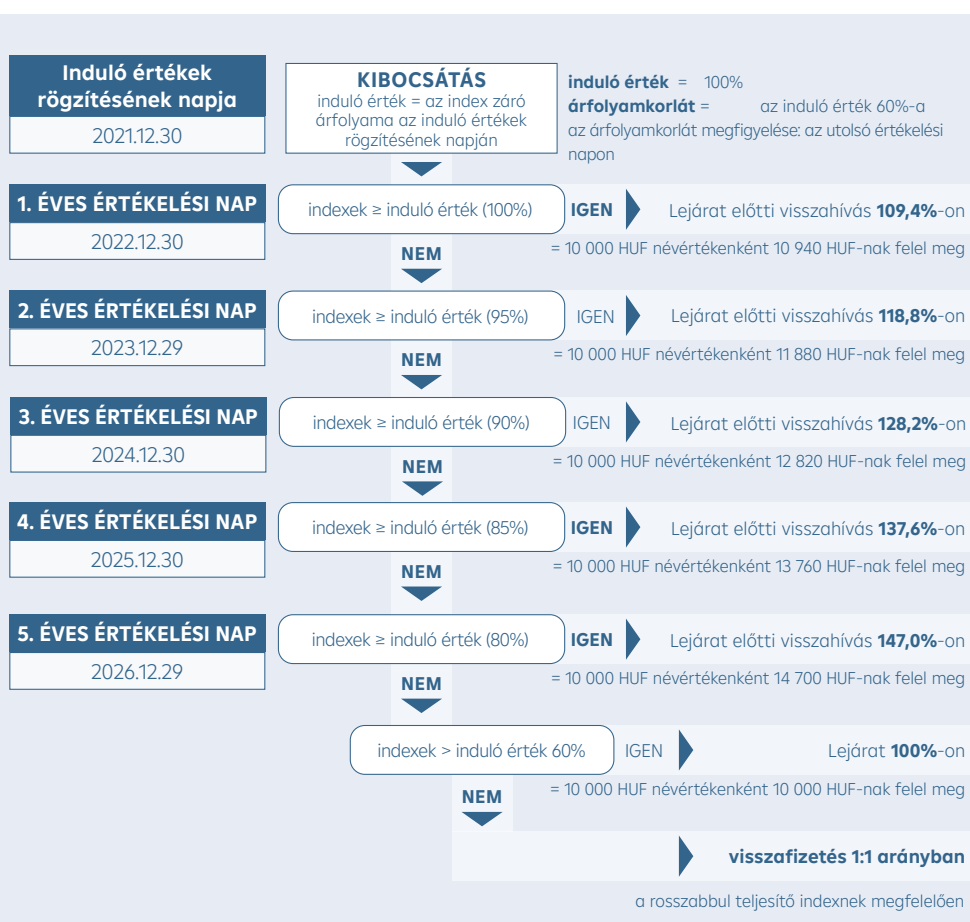 Induló értékek
rögzítésének napja
2021.12.30
KIBOCSÁTÁS
induló érték = az index záró
árfolyama az induló értékek
rögzítésének napján
induló érték = 100%
árfolyamkorlát = az induló érték 60%-a
az árfolyamkorlát megfigyelése: az utolsó értékelési
napon
1. ÉVES ÉRTÉKELÉSI NAP
2022.12.30
indexek ≥ induló érték (100%)
IGEN
Lejárat előtti visszahívás 109,4%-on
= 10 000 HUF névértékenként 10 940 HUF-nak felel meg
NEM
2. ÉVES ÉRTÉKELÉSI NAP
2023.12.29
indexek ≥ induló érték (95%)
IGEN
Lejárat előtti visszahívás 118,8%-on
= 10 000 HUF névértékenként 11 880 HUF-nak felel meg
NEM
3. ÉVES ÉRTÉKELÉSI NAP
2024.12.30
indexek ≥ induló érték (90%)
IGEN
Lejárat előtti visszahívás 128,2%-on
= 10 000 HUF névértékenként 12 820 HUF-nak felel meg
NEM
4. ÉVES ÉRTÉKELÉSI NAP
2025.12.30
indexek ≥ induló érték (85%)
IGEN
Lejárat előtti visszahívás 137,6%-on
= 10 000 HUF névértékenként 13 760 HUF-nak felel meg
NEM
5. ÉVES ÉRTÉKELÉSI NAP
2026.12.29
indexek ≥ induló érték (80%)
IGEN
Lejárat előtti visszahívás 147,0%-on
= 10 000 HUF névértékenként 14 700 HUF-nak felel meg
NEM
indexek > induló érték 60%
IGEN
Lejárat 100%-on
= 10 000 HUF névértékenként 10 000 HUF-nak felel meg
NEM
visszafizetés 1:1 arányban
a rosszabbul teljesítő indexnek megfelelően